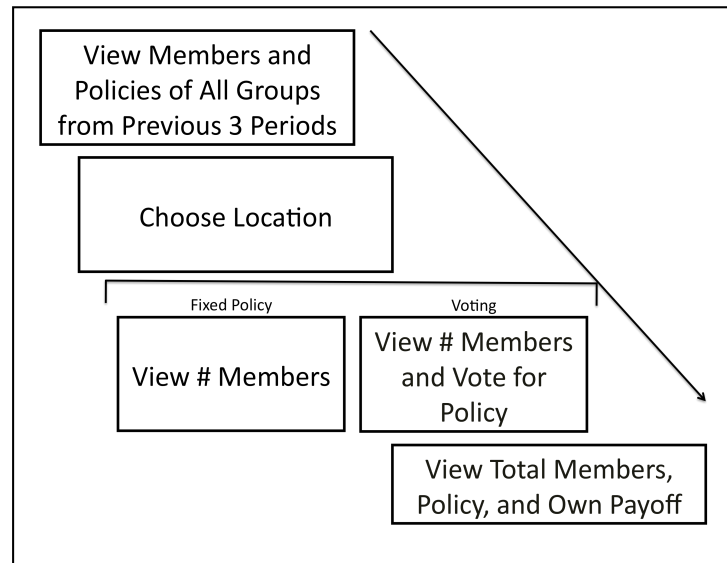 View Members and
Policies of All Groups
from Previous 3 Periods
Choose Location
Fixed Policy
Voting
View # Members
View # Members
and Vote for
Policy
View Total Members,
Policy, and Own Payoff